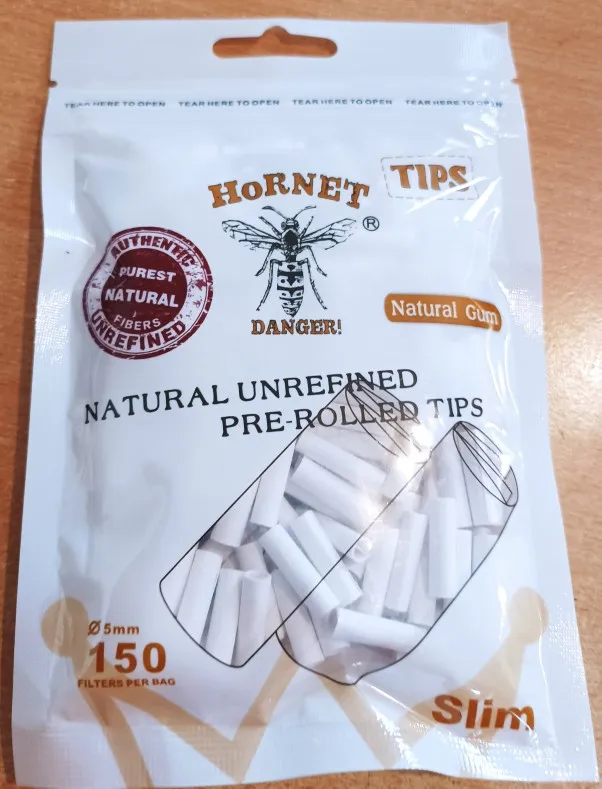 TEAR HERE TO OPEN TEAR HERE TO OPEN TEAR HERE TO OPEN TEAR HERE TO OPEN
HoRNET
TIPS
®
AUTHENTIC
PUREST
NATURAL
FIBERS
UNREFINED
DANGER!
Natural Gum
NATURAL UNREFINED
PRE-ROLLED TIPS
Ø5mm
150
FILTERS PER BAG
Slim